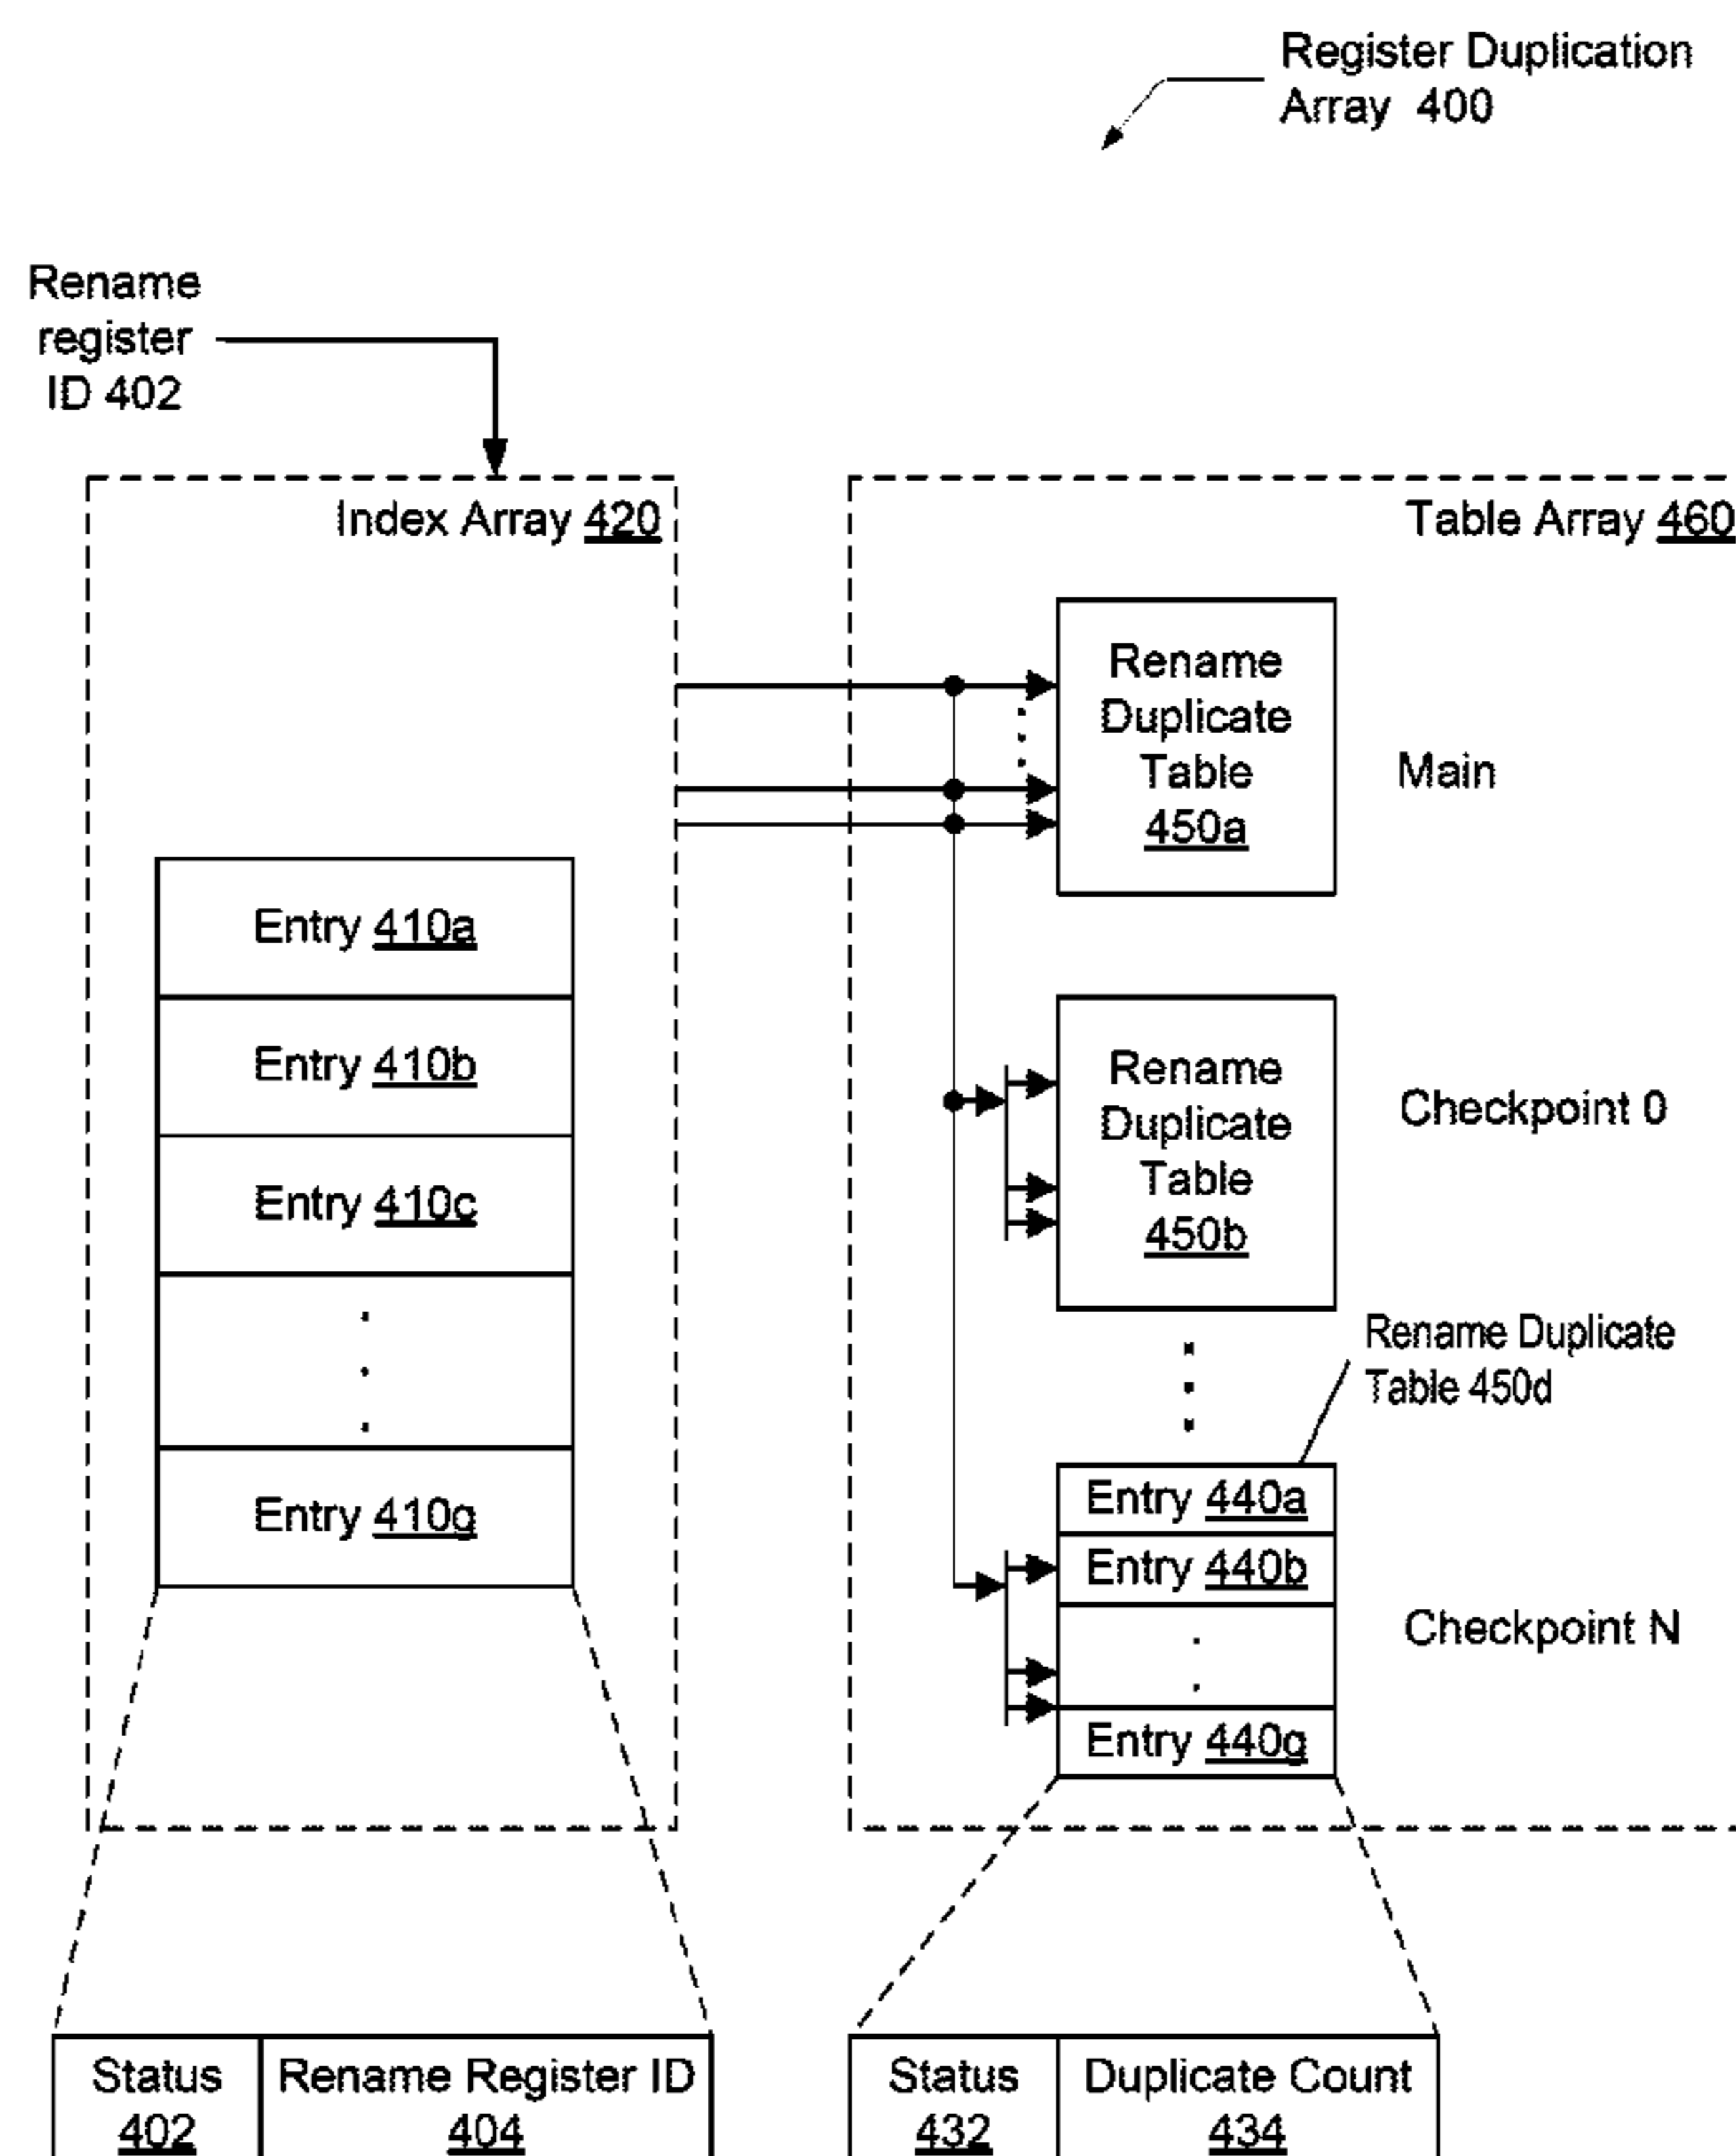 Register Duplication
Array 400
Rename
register
ID 402
Index Array 420
Table Array 460
Rename
Duplicate
Table
450a
Main
Entry 410a
Entry 410b
Entry 410c
Entry 410g
Rename
Duplicate
Table
450b
Checkpoint 0
Rename Duplicate
Table 450d
Entry 440a
Entry 440b
Entry 440g
Checkpoint N
Status
402
Rename Register ID
404
Status
432
Duplicate Count
434